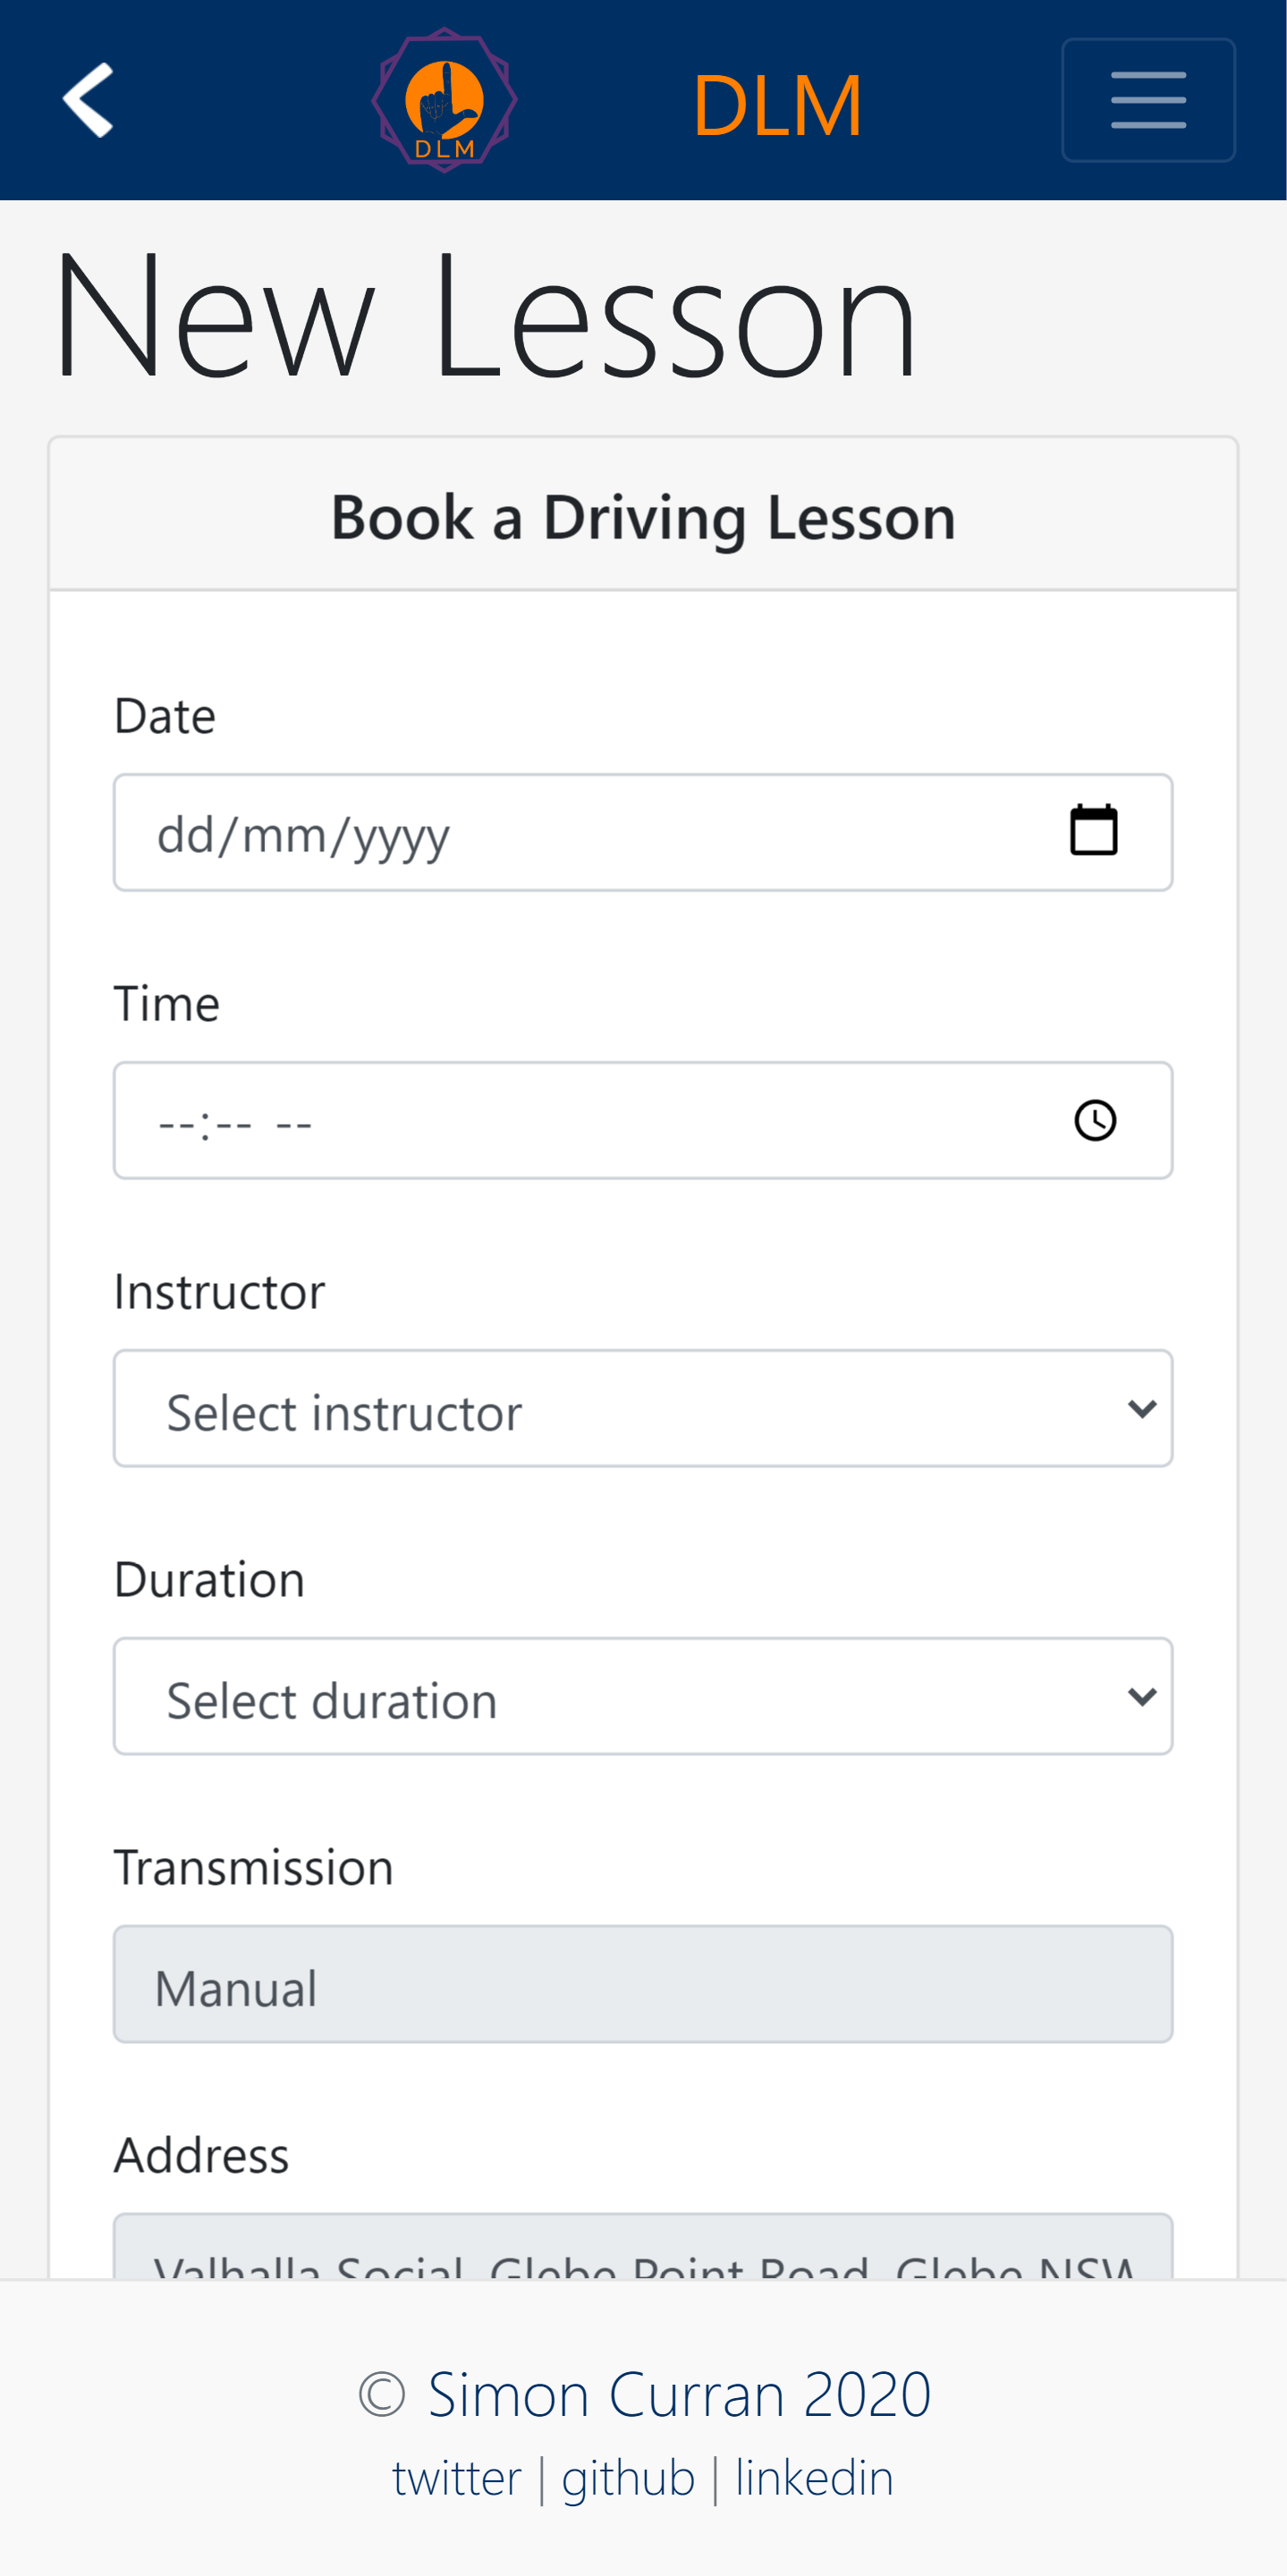 DLM
DLM
New Lesson
Book a Driving Lesson
Date
dd/mm/yyyy
Time
--:-- --
Instructor
Select instructor
Duration
Select duration
Transmission
Manual
Address
Valhalla Social, Glebe Point Road, Glebe NSW
© Simon Curran 2020
twitter | github | linkedin